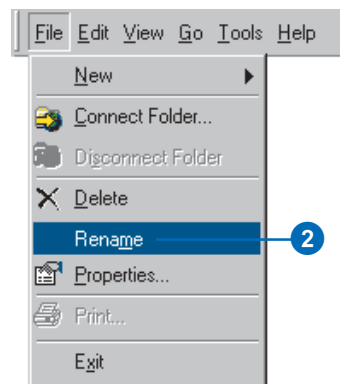 File Edit View Go Tools Help
New
Connect Folder...
Disconnect Folder
Delete
Rename 2
Properties...
Print...
Exit